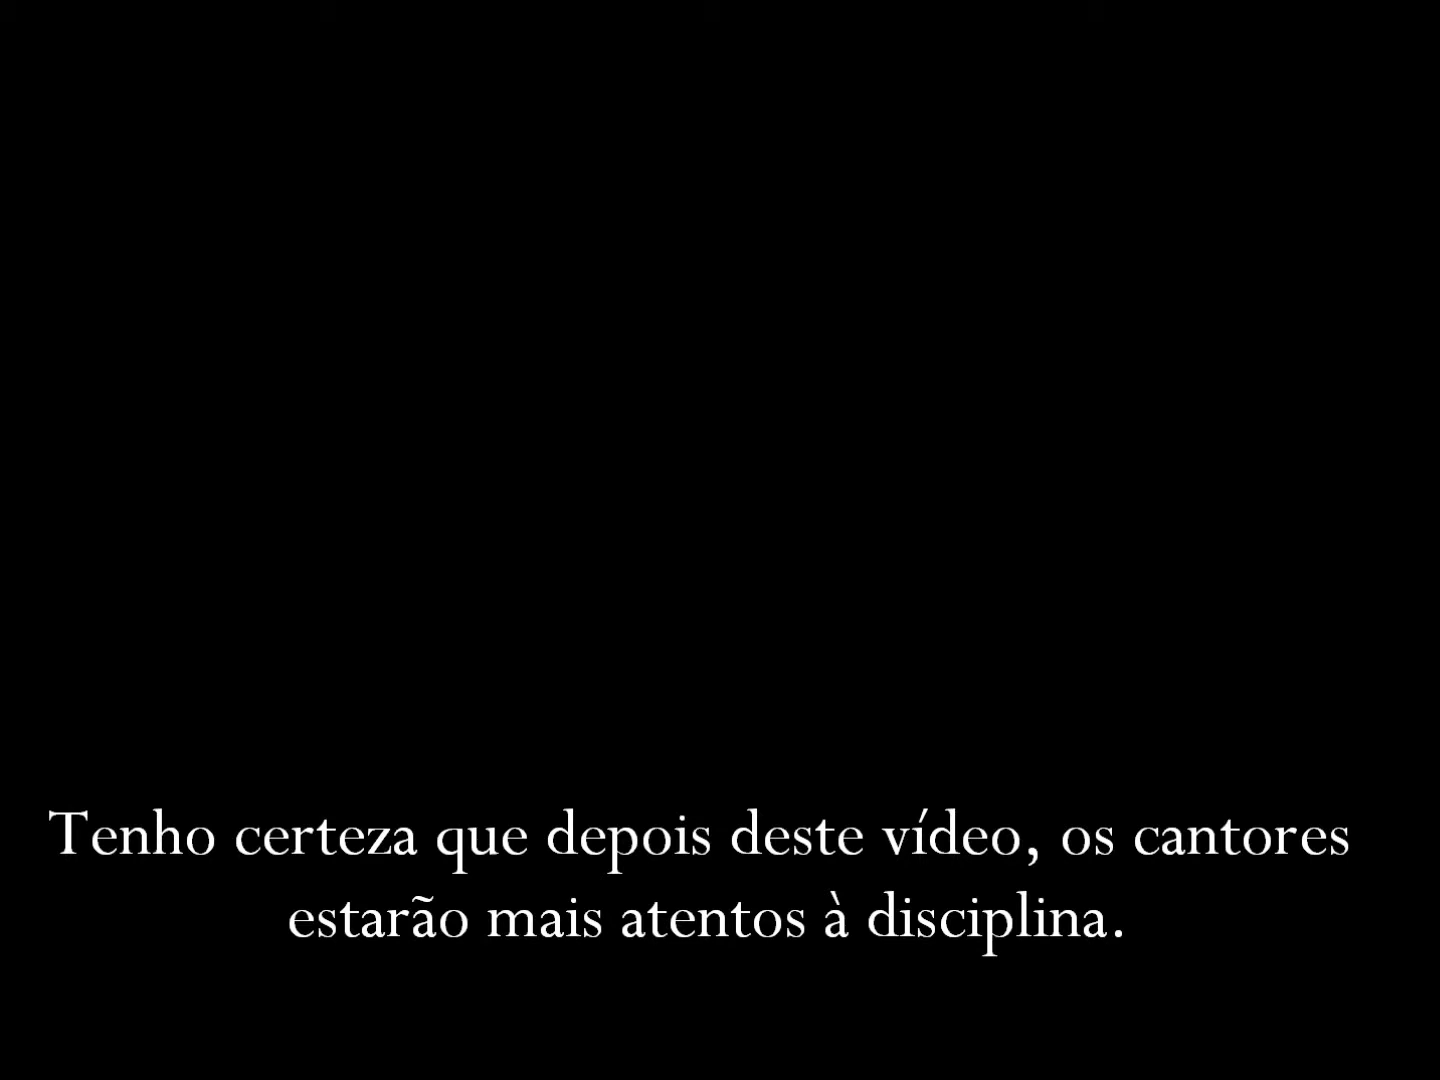 Tenho certeza que depois deste vídeo, os cantores
estarão mais atentos à disciplina.